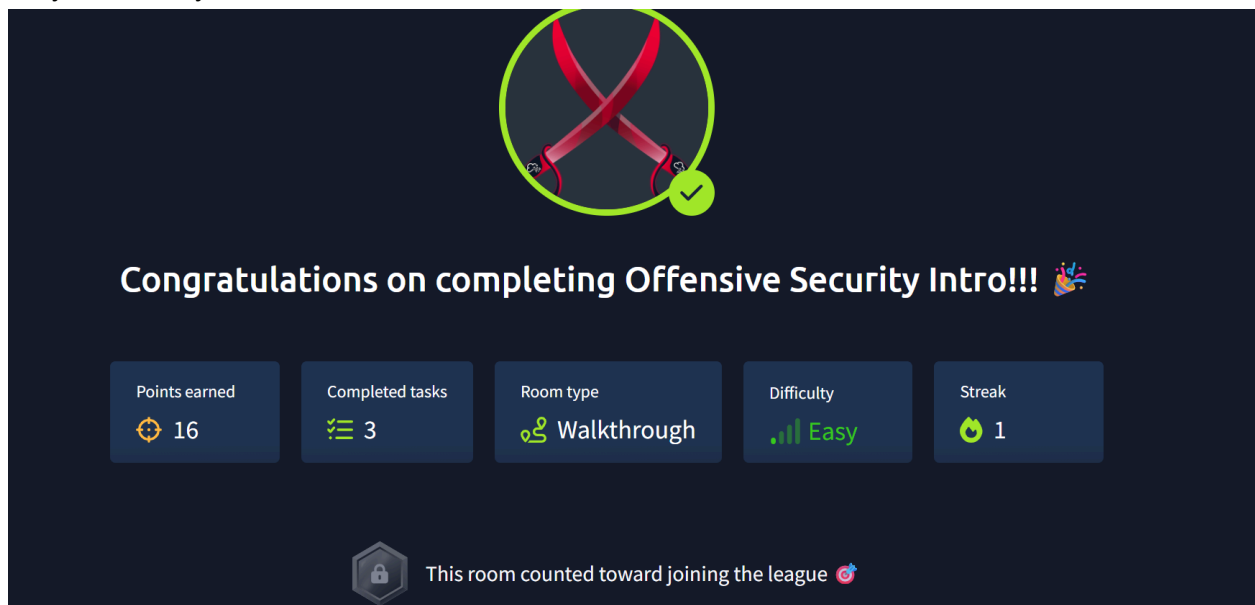 Congratulations on completing Offensive Security Intro!!! 🎉
Points earned
16
Completed tasks
3
Room type
Walkthrough
Difficulty
Easy
Streak
1
This room counted toward joining the league 🎯